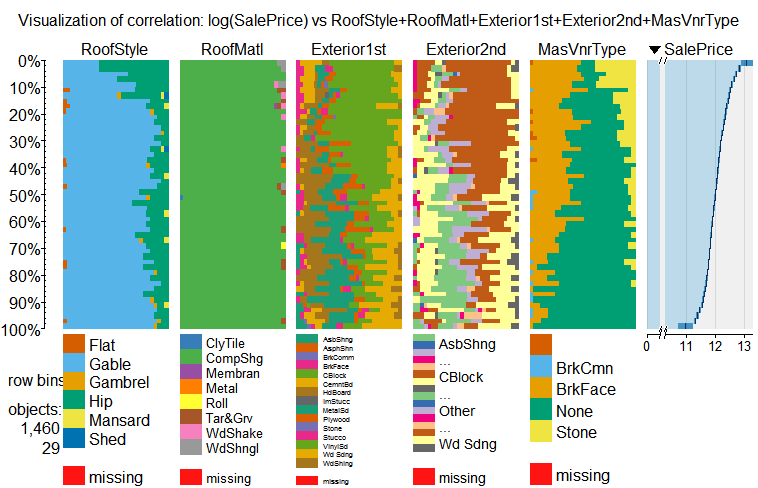 Visualization of correlation: log(SalePrice) vs RoofStyle+RoofMatl+Exterior1st+Exterior2nd+MasVnrType
RoofStyle RoofMatl Exterior1st Exterior2nd MasVnrType SalePrice
0%
10%
20%
30%
40%
50%
60%
70%
80%
90%
100%
0 11 12 13
row bins:
objects:
1,460
29
Flat
Gable
Gambrel
Hip
Mansard
Shed
missing
ClyTile
CompShg
Membran
Metal
Roll
Tar&Grv
WdShake
WdShngl
missing
AsbShng
AsphShn
BrkComm
BrkFace
CBlock
CemntBd
HdBoard
ImStucc
MetalSd
Plywood
Stone
Stucco
VinylSd
Wd Sdng
WdShing
missing
AsbShng
...
CBlock
...
Other
...
Wd Sdng
missing
BrkCmn
BrkFace
None
Stone
missing